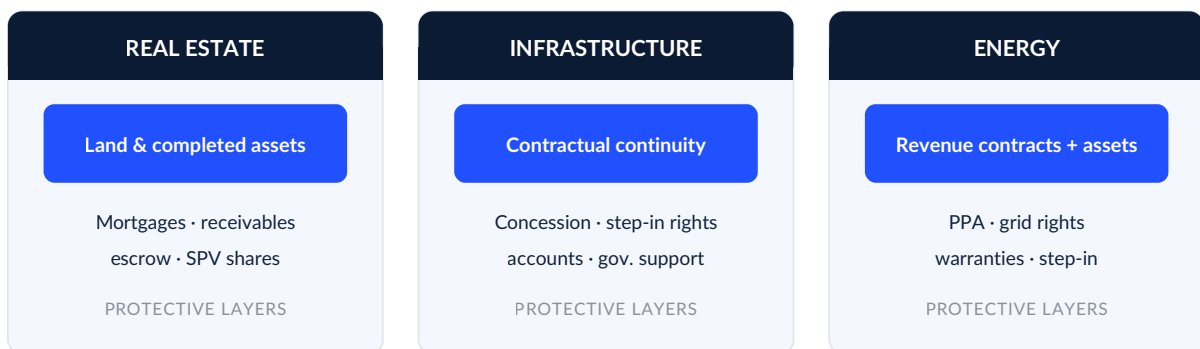 REAL ESTATE
Land & completed assets
Mortgages · receivables
escrow · SPV shares
PROTECTIVE LAYERS
INFRASTRUCTURE
Contractual continuity
Concession · step-in rights
accounts · gov. support
PROTECTIVE LAYERS
ENERGY
Revenue contracts + assets
PPA · grid rights
warranties · step-in
PROTECTIVE LAYERS